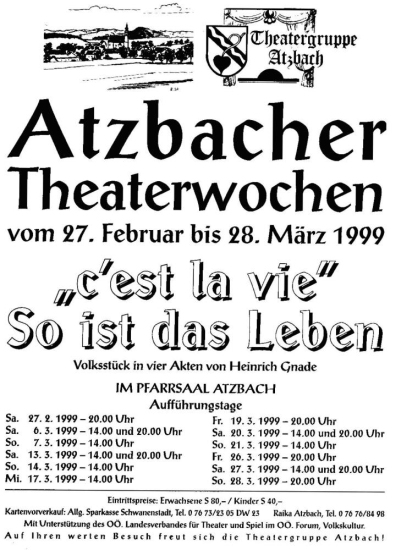 Theatergruppe
Atzbach
Atzbacher
Theaterwochen
vom 27. Februar bis 28. März 1999
„c'est la vie"
So ist das Leben
Volksstück in vier Akten von Heinrich Gnade
IM PFARRSAAL ATZBACH
Aufführungstage
Sa. 27. 2. 1999 – 20.00 Uhr
Sa. 6. 3. 1999 – 14.00 und 20.00 Uhr
So. 7. 3. 1999 – 14.00 Uhr
Sa. 13. 3. 1999 – 14.00 und 20.00 Uhr
So. 14. 3. 1999 – 14.00 Uhr
Mi. 17. 3. 1999 – 14.00 Uhr
Fr. 19. 3. 1999 – 20.00 Uhr
Sa. 20. 3. 1999 – 14.00 und 20.00 Uhr
So. 21. 3. 1999 – 14.00 Uhr
Fr. 26. 3. 1999 – 20.00 Uhr
Sa. 27. 3. 1999 – 14.00 und 20.00 Uhr
So. 28. 3. 1999 – 20.00 Uhr
Eintrittspreise: Erwachsene S 80,– / Kinder S 40,–
Kartenvorverkauf: Allg. Sparkasse Schwanenstadt, Tel. 0 76 73/23 05 DW 23 Raika Atzbach, Tel. 0 76 76/84 98
Mit Unterstützung des OÖ. Landesverbandes für Theater und Spiel im OÖ. Forum, Volkskultur.
Auf Ihren werten Besuch freut sich die Theatergruppe Atzbach!